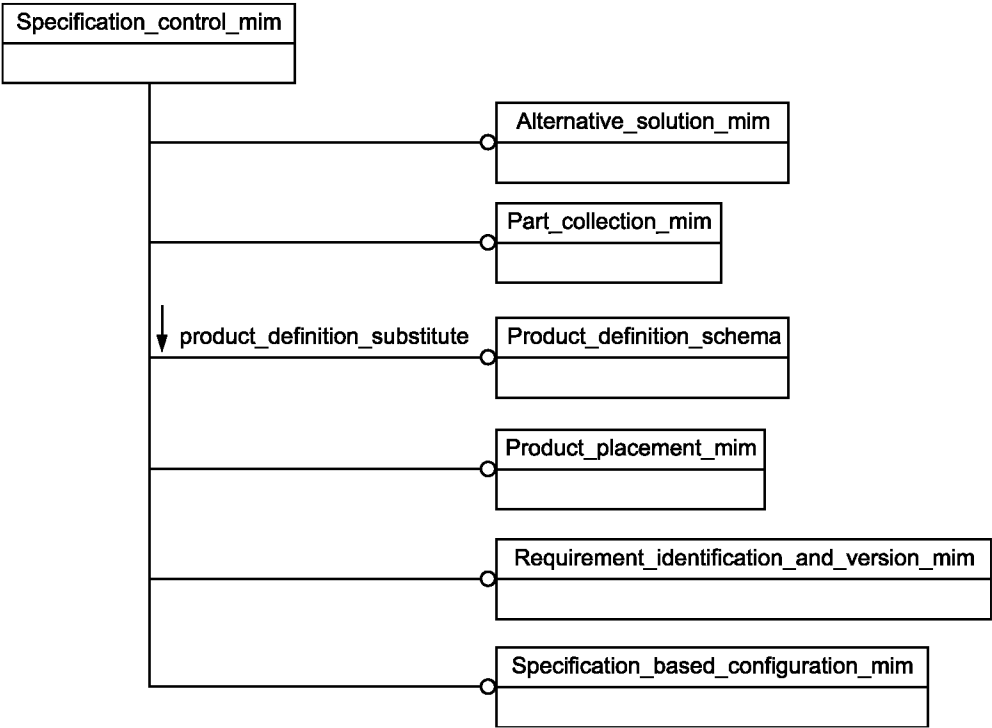 Specification_control_mim
Alternative_solution_mim
Part_collection_mim
product_definition_substitute
Product_definition_schema
Product_placement_mim
Requirement_identification_and_version_mim
Specification_based_configuration_mim